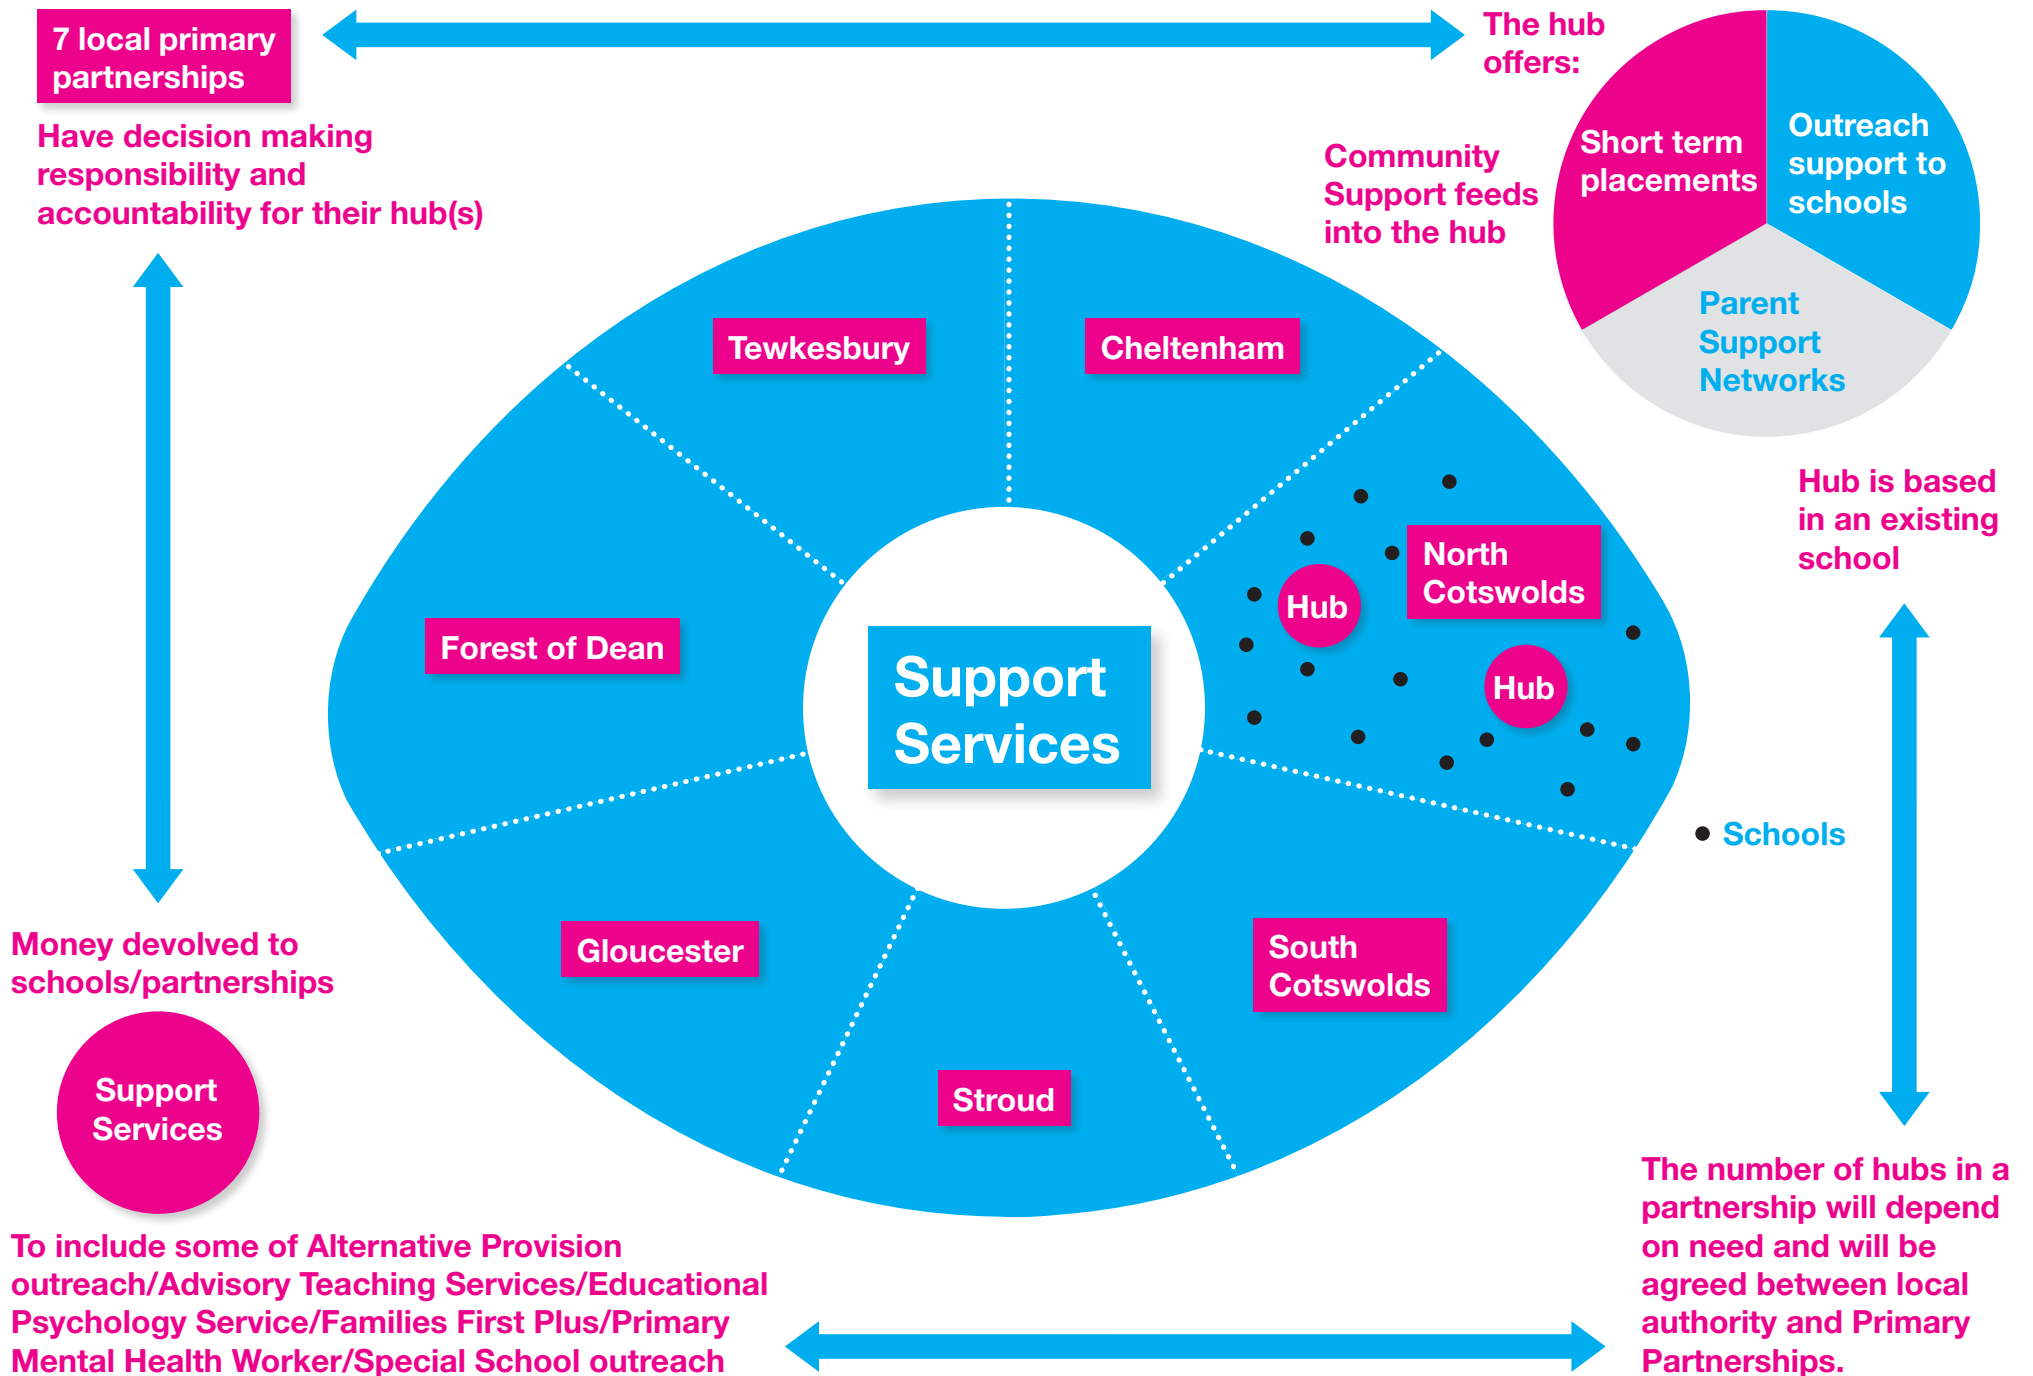 7 local primary
partnerships
Have decision making
responsibility and
accountability for their hub(s)
The hub
offers:
Community
Support feeds
into the hub
Short term
placements
Outreach
support to
schools
Parent
Support
Networks
Tewkesbury
Cheltenham
Forest of Dean
North
Cotswolds
Hub
Hub
Support
Services
Hub is based
in an existing
school
Schools
Gloucester
South
Cotswolds
Stroud
Money devolved to
schools/partnerships
Support
Services
To include some of Alternative Provision
outreach/Advisory Teaching Services/Educational
Psychology Service/Families First Plus/Primary
Mental Health Worker/Special School outreach
The number of hubs in a
partnership will depend
on need and will be
agreed between local
authority and Primary
Partnerships.